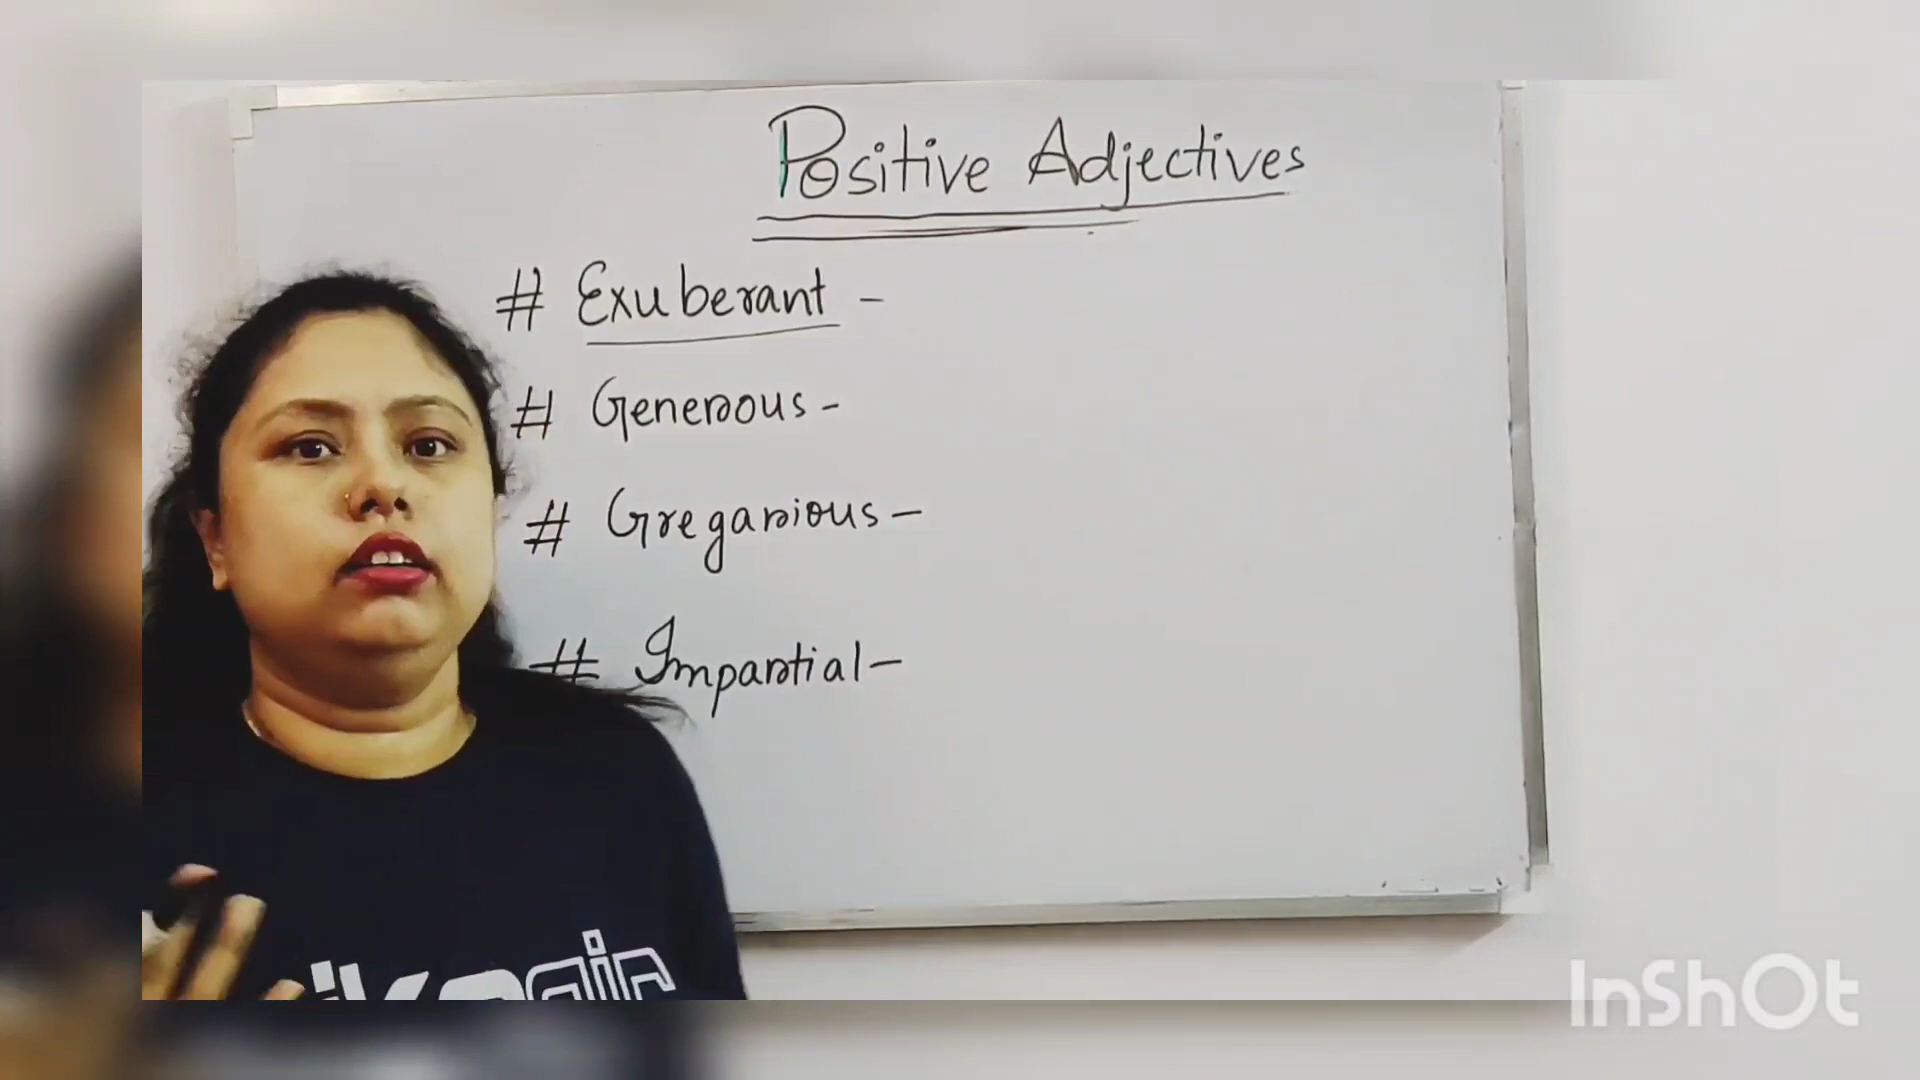 Positive Adjectives
# Exuberant -
# Generous -
# Gregarious -
# Impartial -
InShOt